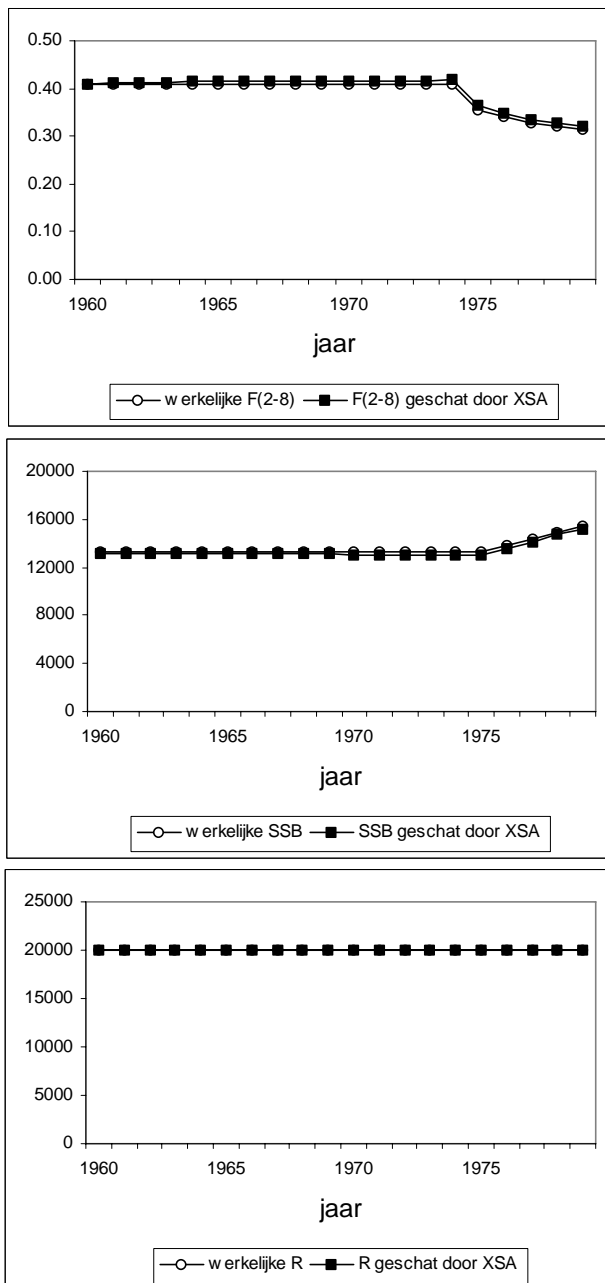 0.50
0.40
0.30
0.20
0.10
0.00
1960 1965 1970 1975
jaar
werkelijke F(2-8) F(2-8) geschat door XSA
20000
16000
12000
8000
4000
0
1960 1965 1970 1975
jaar
werkelijke SSB SSB geschat door XSA
25000
20000
15000
10000
5000
0
1960 1965 1970 1975
jaar
werkelijke R R geschat door XSA